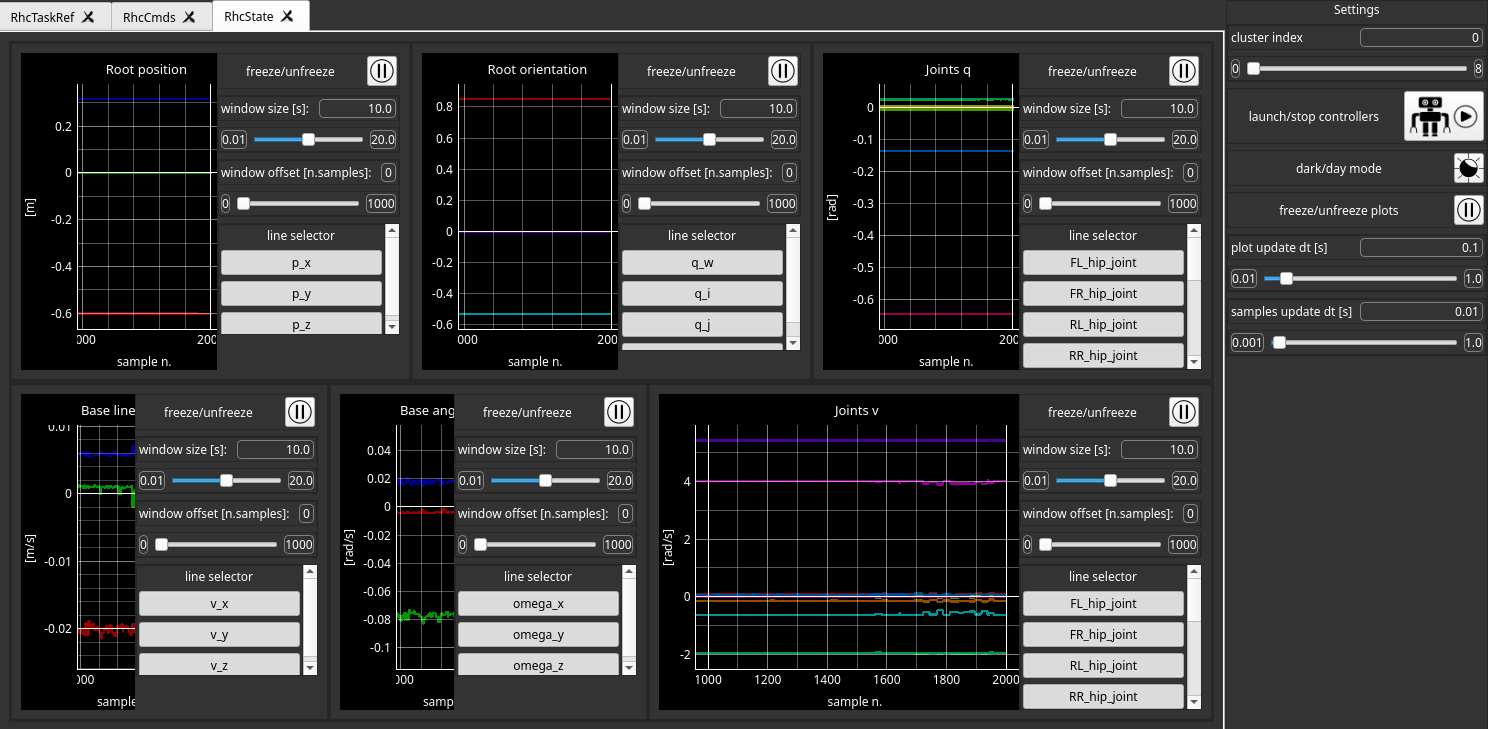 RhcTaskRef
RhcCmds
RhcState
Root position
0.2
0
-0.2
-0.4
-0.6
[m]
000
200
sample n.
freeze/unfreeze
window size [s]:
10.0
0.01
20.0
window offset [n.samples]:
0
0
1000
line selector
p_x
p_y
p_z
Root orientation
0.8
0.6
0.4
0.2
0
-0.2
-0.4
-0.6
000
200
sample n.
freeze/unfreeze
window size [s]:
10.0
0.01
20.0
window offset [n.samples]:
0
0
1000
line selector
q_w
q_i
q_j
Joints q
0
-0.1
-0.2
-0.3
-0.4
-0.5
-0.6
[rad]
000
200
sample n.
freeze/unfreeze
window size [s]:
10.0
0.01
20.0
window offset [n.samples]:
0
0
1000
line selector
FL_hip_joint
FR_hip_joint
RL_hip_joint
RR_hip_joint
Base line
0.01
0
-0.01
-0.02
[m/s]
000
sample
freeze/unfreeze
window size [s]:
10.0
0.01
20.0
window offset [n.samples]:
0
0
1000
line selector
v_x
v_y
v_z
Base ang
0.04
0.02
0
-0.02
-0.04
-0.06
-0.08
-0.1
[rad/s]
000
samp
freeze/unfreeze
window size [s]:
10.0
0.01
20.0
window offset [n.samples]:
0
0
1000
line selector
omega_x
omega_y
omega_z
Joints v
4
2
0
-2
[rad/s]
1000
1200
1400
1600
1800
2000
sample n.
freeze/unfreeze
window size [s]:
10.0
0.01
20.0
window offset [n.samples]:
0
0
1000
line selector
FL_hip_joint
FR_hip_joint
RL_hip_joint
RR_hip_joint
Settings
cluster index
0
0
8
launch/stop controllers
dark/day mode
freeze/unfreeze plots
plot update dt [s]
0.1
0.01
1.0
samples update dt [s]
0.01
0.001
1.0